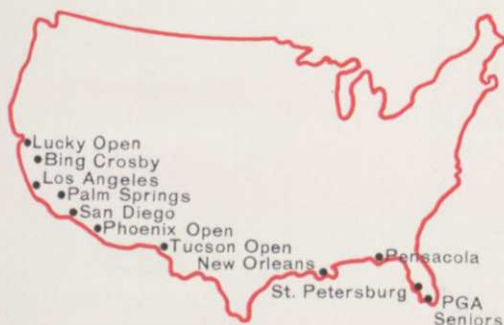 Lucky Open
Bing Crosby
Los Angeles
Palm Springs
San Diego
Phoenix Open
Tucson Open
New Orleans
Pensacola
St. Petersburg
PGA
Seniors